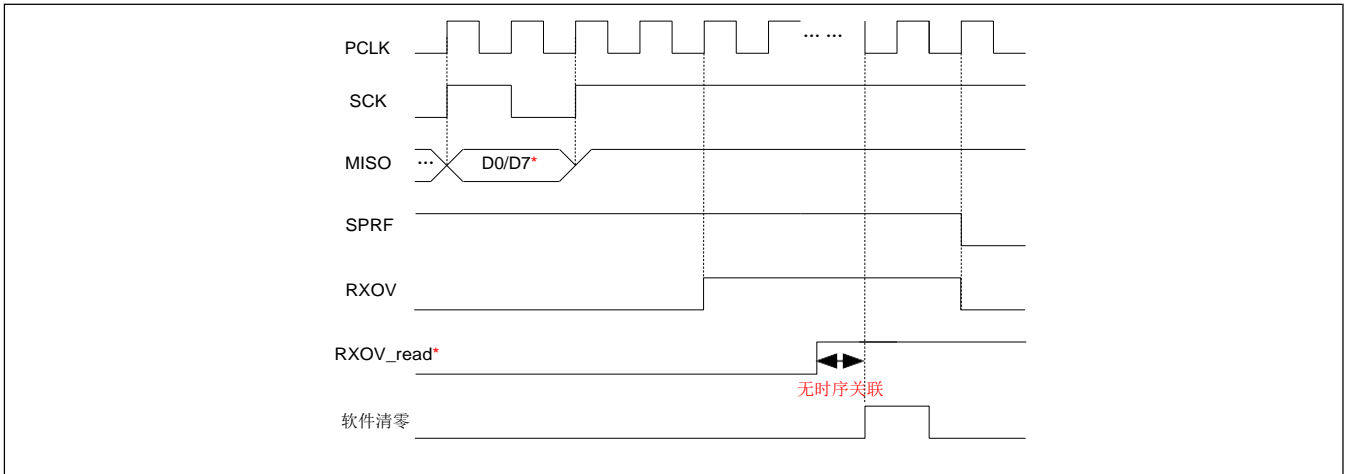 PCLK
... ...
SCK
MISO
... D0/D7*
SPRF
RXOV
RXOV_read*
无时序关联
软件清零